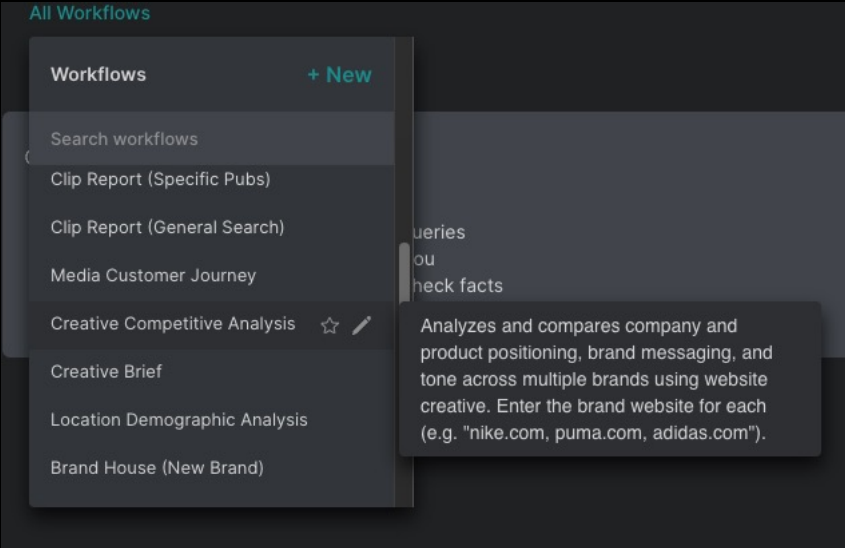 All Workflows
Workflows
+ New
Search workflows
Clip Report (Specific Pubs)
Clip Report (General Search)
Media Customer Journey
Creative Competitive Analysis
Creative Brief
Location Demographic Analysis
Brand House (New Brand)
heck facts
Analyzes and compares company and
product positioning, brand messaging, and
tone across multiple brands using website
creative. Enter the brand website for each
(e.g. "nike.com, puma.com, adidas.com").